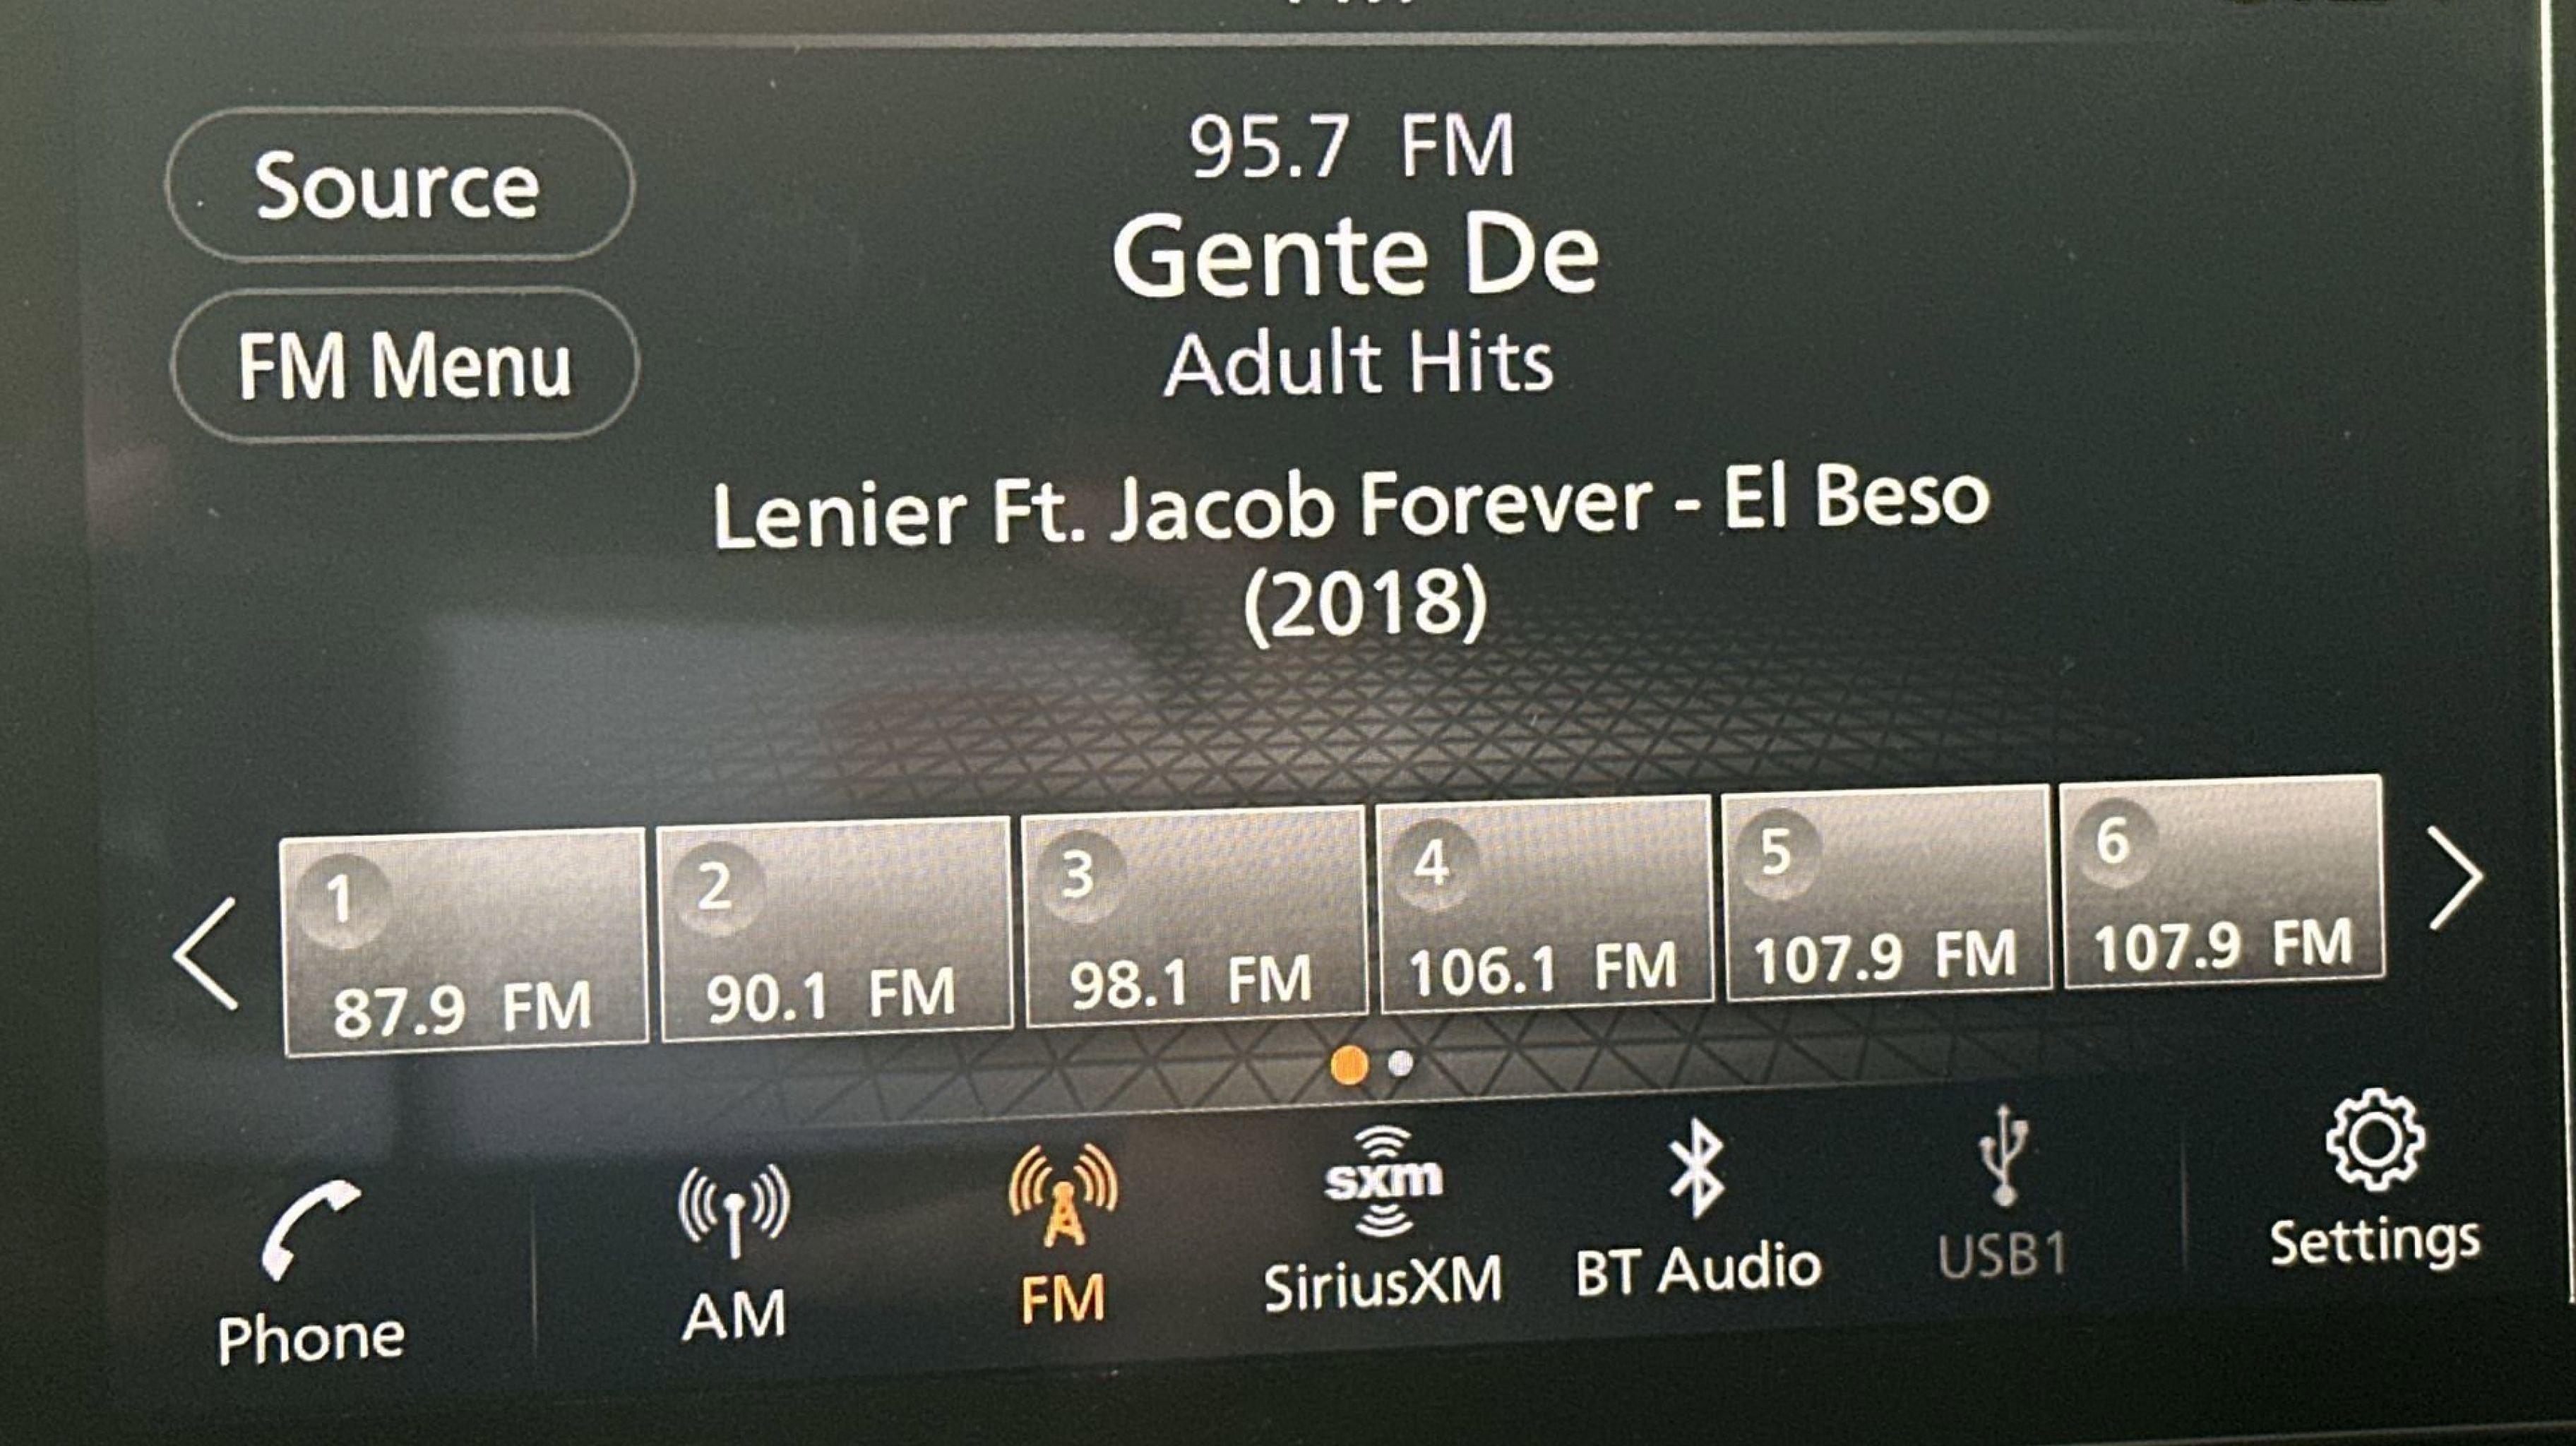 95.7 FM
Source
Gente De
FM Menu
Adult Hits
Lenier Ft. Jacob Forever - El Beso
(2018)
1
87.9 FM
2
90.1 FM
3
98.1 FM
4
106.1 FM
5
107.9 FM
6
107.9 FM
Phone
AM
FM
sxm
SiriusXM
BT Audio
USB1
Settings